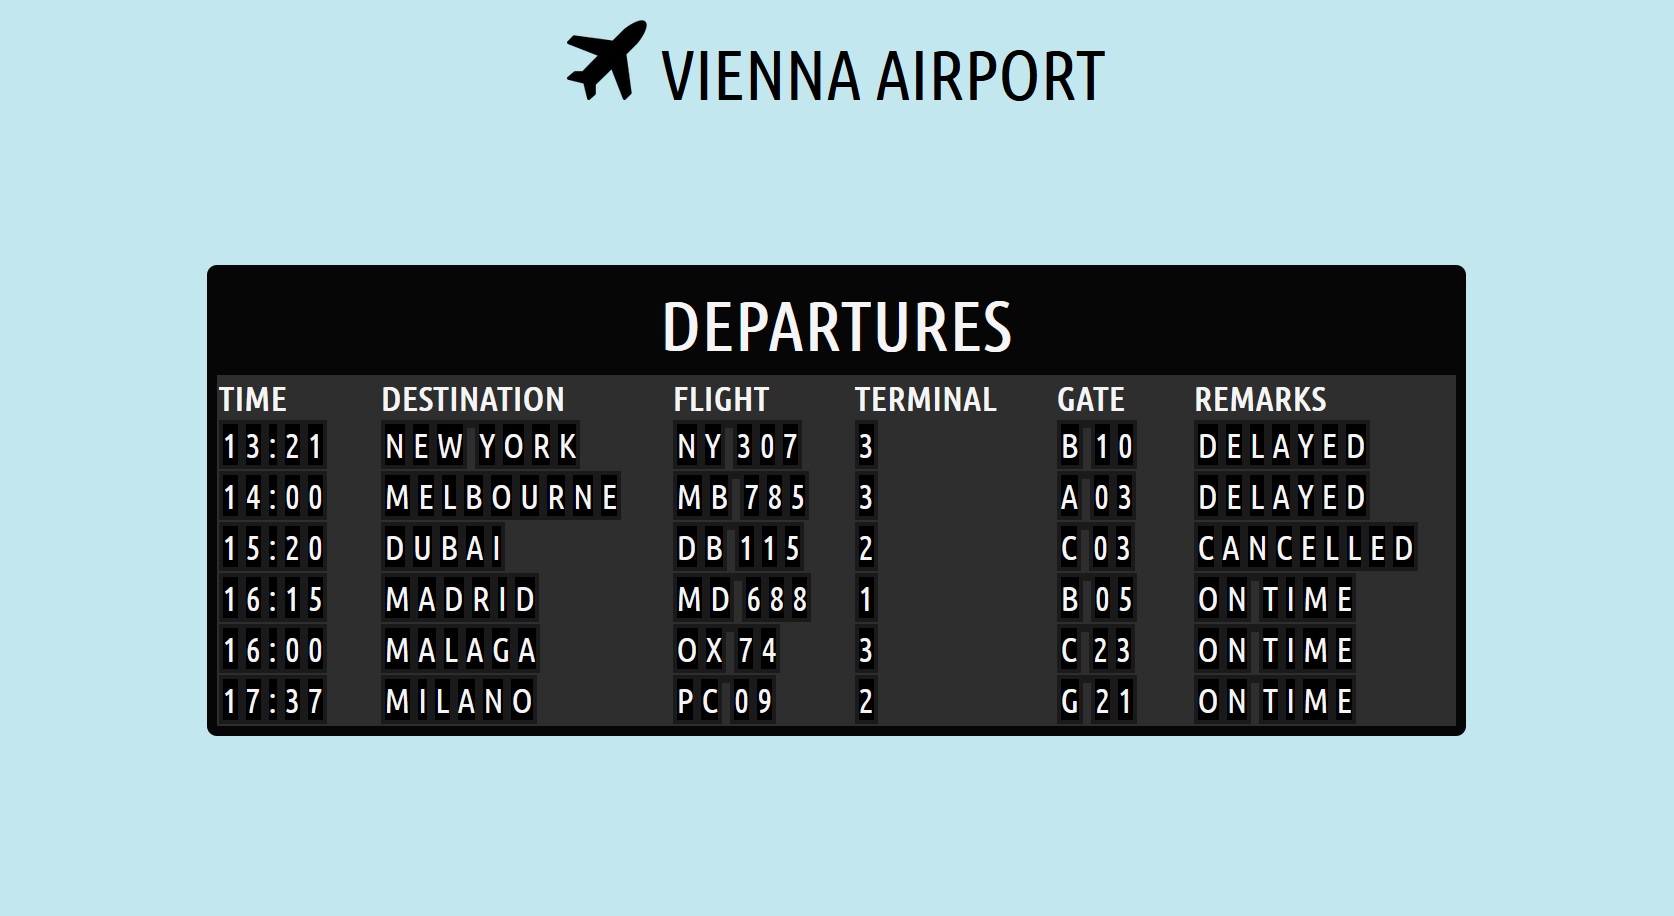 VIENNA AIRPORT
DEPARTURES
TIME DESTINATION FLIGHT TERMINAL GATE REMARKS
13:21 NEW YORK NY 307 3 B 10 DELAYED
14:00 MELBOURNE MB 785 3 A 03 DELAYED
15:20 DUBAI DB 115 2 C 03 CANCELLED
16:15 MADRID MD 688 1 B 05 ON TIME
16:00 MALAGA OX 74 3 C 23 ON TIME
17:37 MILANO PC 09 2 G 21 ON TIME